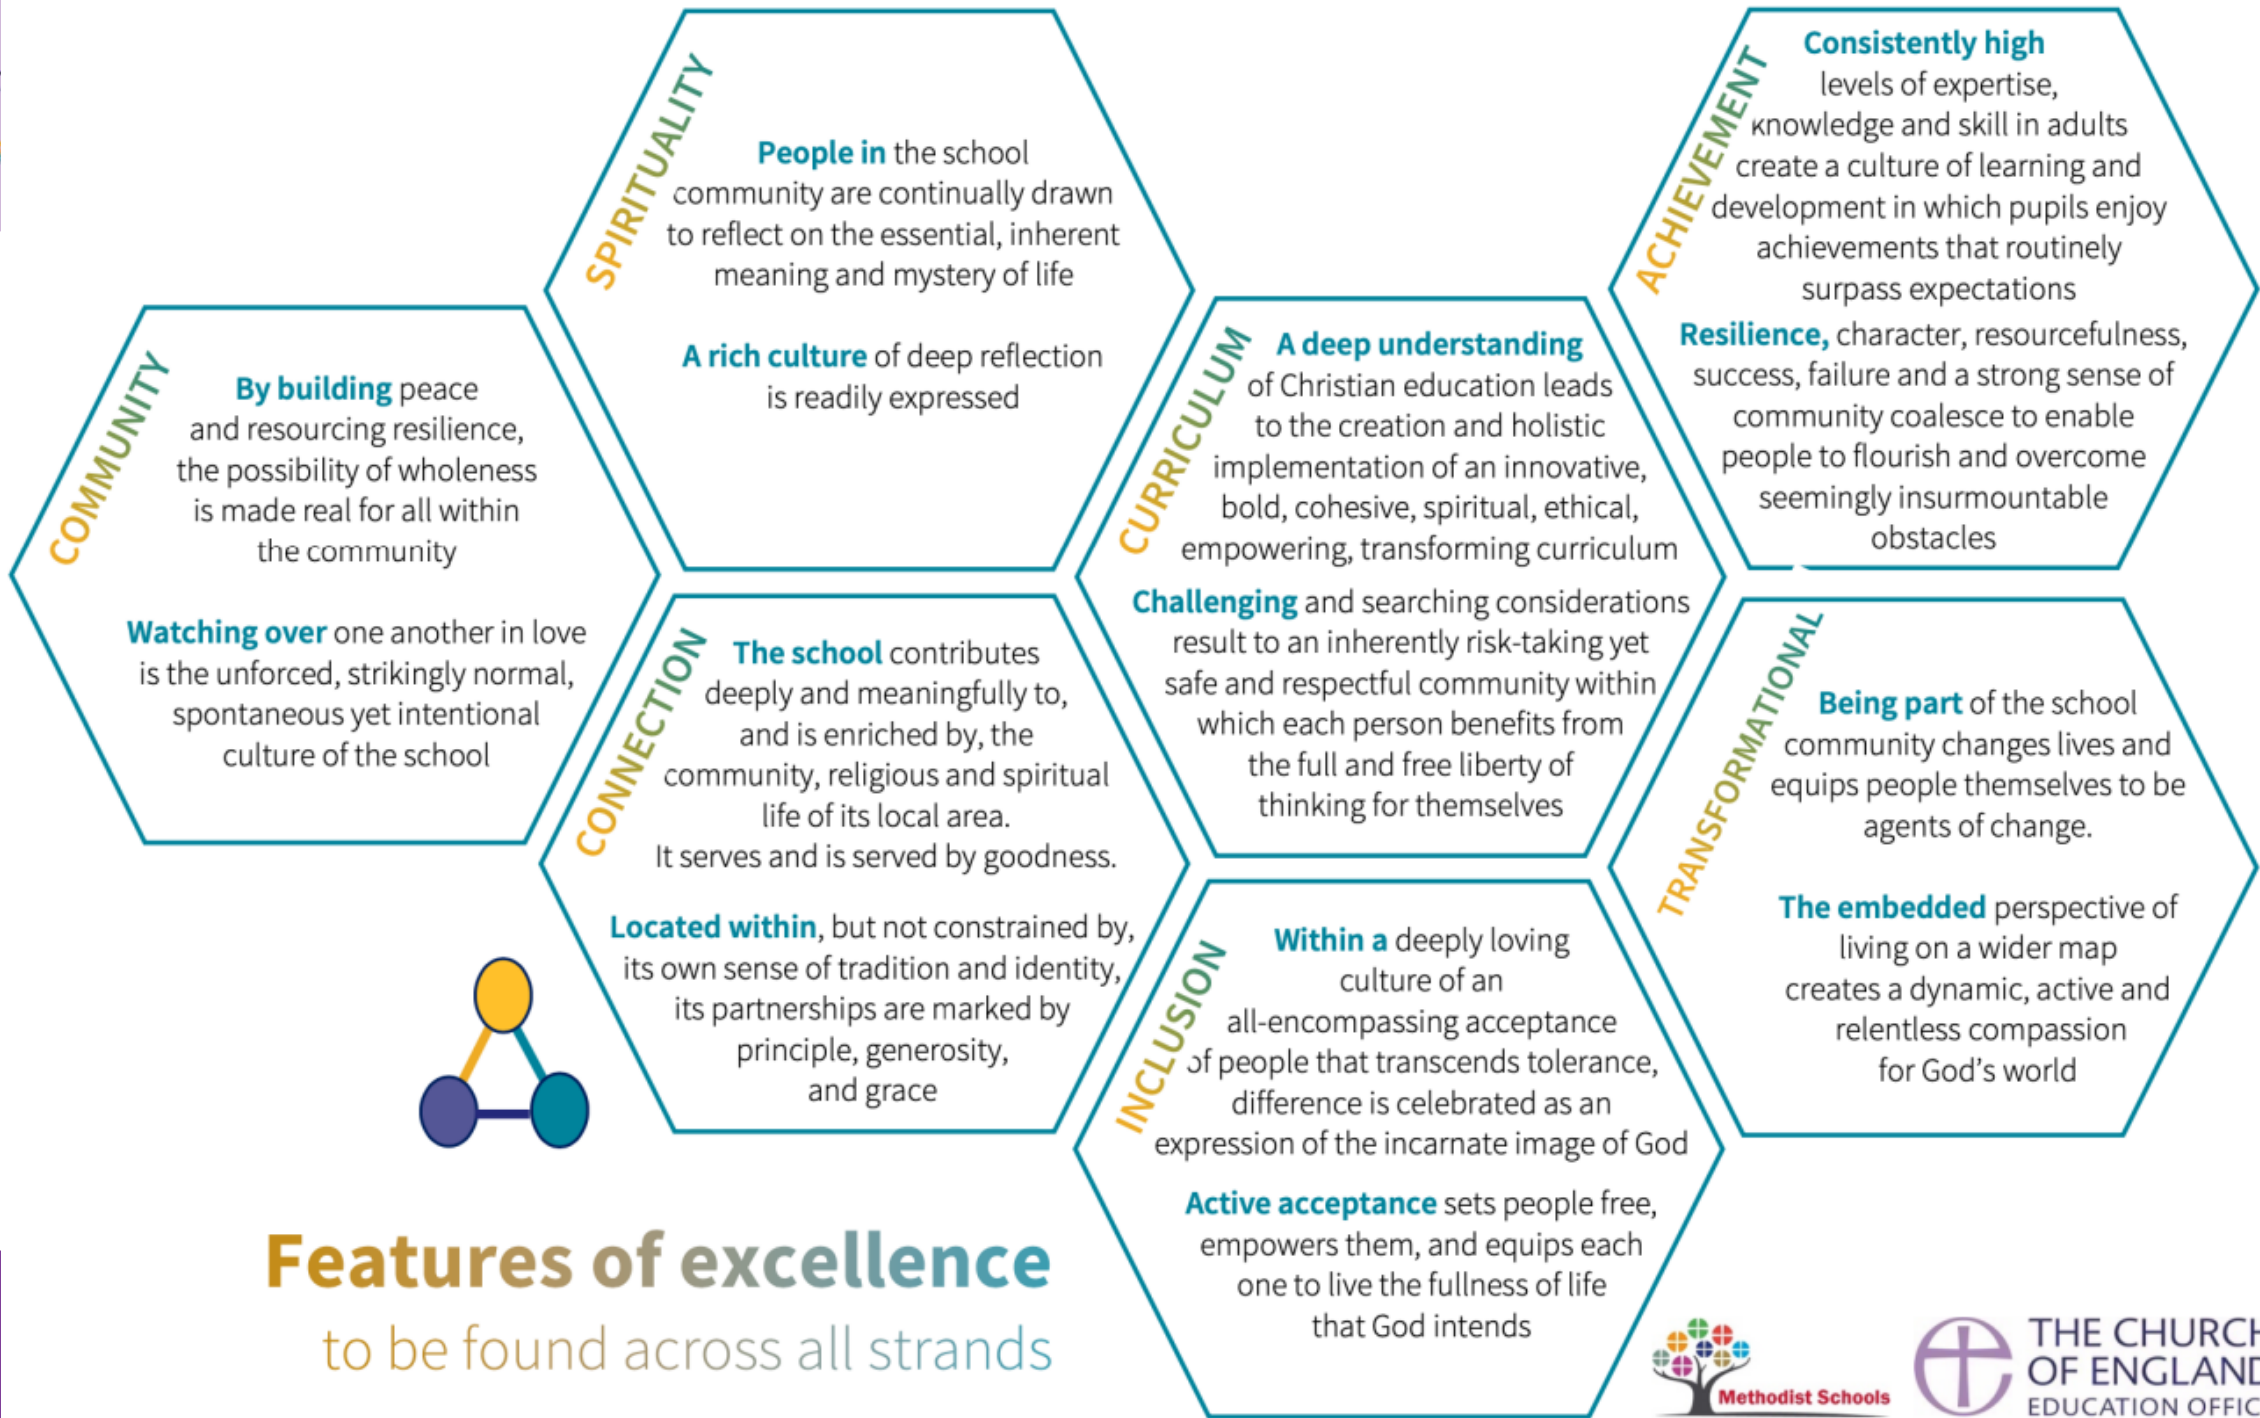 COMMUNITY
By building peace
and resourcing resilience,
the possibility of wholeness
is made real for all within
the community
Watching over one another in love
is the unforced, strikingly normal,
spontaneous yet intentional
culture of the school
SPIRITUALITY
People in the school
community are continually drawn
to reflect on the essential, inherent
meaning and mystery of life
A rich culture of deep reflection
is readily expressed
CONNECTION
The school contributes
deeply and meaningfully to,
and is enriched by, the
community, religious and spiritual
life of its local area.
It serves and is served by goodness.
Located within, but not constrained by,
its own sense of tradition and identity,
its partnerships are marked by
principle, generosity,
and grace
CURRICULUM
A deep understanding
of Christian education leads
to the creation and holistic
implementation of an innovative,
bold, cohesive, spiritual, ethical,
empowering, transforming curriculum
Challenging and searching considerations
result to an inherently risk-taking yet
safe and respectful community within
which each person benefits from
the full and free liberty of
thinking for themselves
INCLUSION
Within a deeply loving
culture of an
all-encompassing acceptance
of people that transcends tolerance,
difference is celebrated as an
expression of the incarnate image of God
Active acceptance sets people free,
empowers them, and equips each
one to live the fullness of life
that God intends
ACHIEVEMENT
Consistently high
levels of expertise,
knowledge and skill in adults
create a culture of learning and
development in which pupils enjoy
achievements that routinely
surpass expectations
Resilience, character, resourcefulness,
success, failure and a strong sense of
community coalesce to enable
people to flourish and overcome
seemingly insurmountable
obstacles
TRANSFORMATIONAL
Being part of the school
community changes lives and
equips people themselves to be
agents of change.
The embedded perspective of
living on a wider map
creates a dynamic, active and
relentless compassion
for God's world
Features of excellence
to be found across all strands
Methodist Schools
THE CHURCH
OF ENGLAND
EDUCATION OFFIC